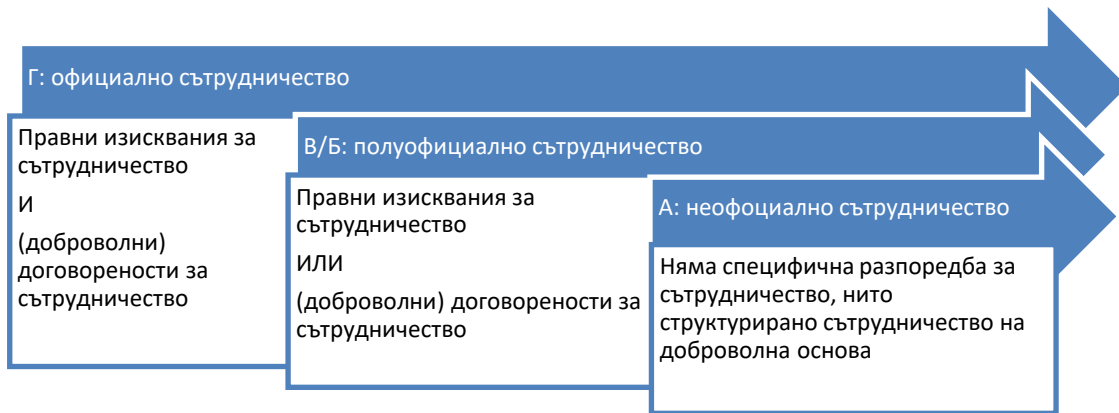 Г: официално сътрудничество
Правни изисквания за
сътрудничество
И
(доброволни)
договорености за
сътрудничество
В/Б: полуофициално сътрудничество
Правни изисквания за
сътрудничество
ИЛИ
(доброволни) договорености за
сътрудничество
А: неофоциално сътрудничество
Няма специфична разпоредба за
сътрудничество, нито
структурирано сътрудничество на
доброволна основа